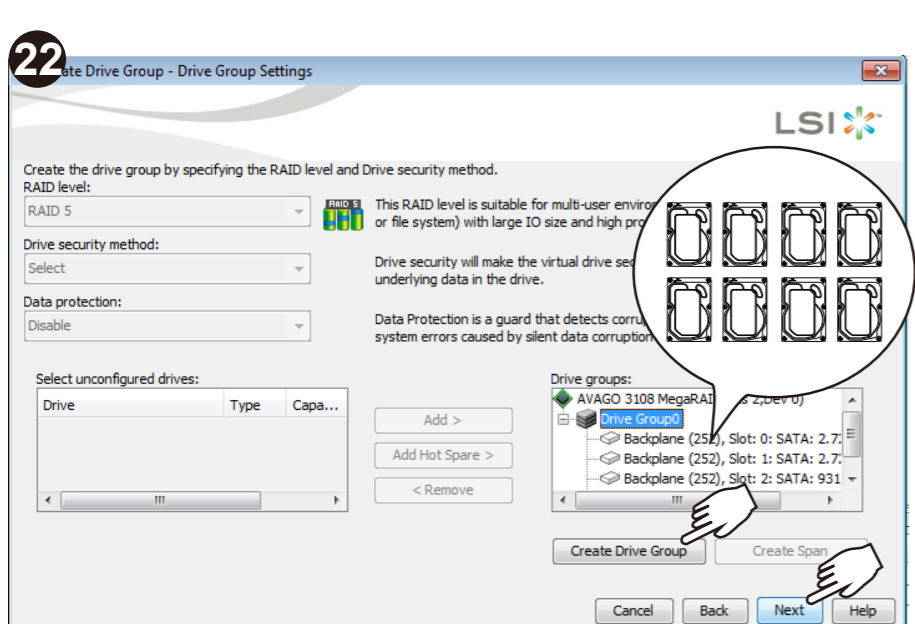 22
ate Drive Group - Drive Group Settings
LSI
Create the drive group by specifying the RAID level and Drive security method.
RAID level:
RAID 5
RAID 5
This RAID level is suitable for multi-user enviro
or file system) with large IO size and high pro
Drive security method:
Select
Drive security will make the virtual drive sec
underlying data in the drive.
Data protection:
Disable
Data Protection is a guard that detects corru
system errors caused by silent data corruption
Select unconfigured drives:
Drive Type Capa...
Add >
Add Hot Spare >
< Remove
Drive groups:
AVAGO 3108 MegaRAI s 2,Dev 0)
Drive Group0
Backplane (252), Slot: 0: SATA: 2.7
Backplane (252), Slot: 1: SATA: 2.7
Backplane (252), Slot: 2: SATA: 931
Create Drive Group
Create Span
Cancel
Back
Next
Help